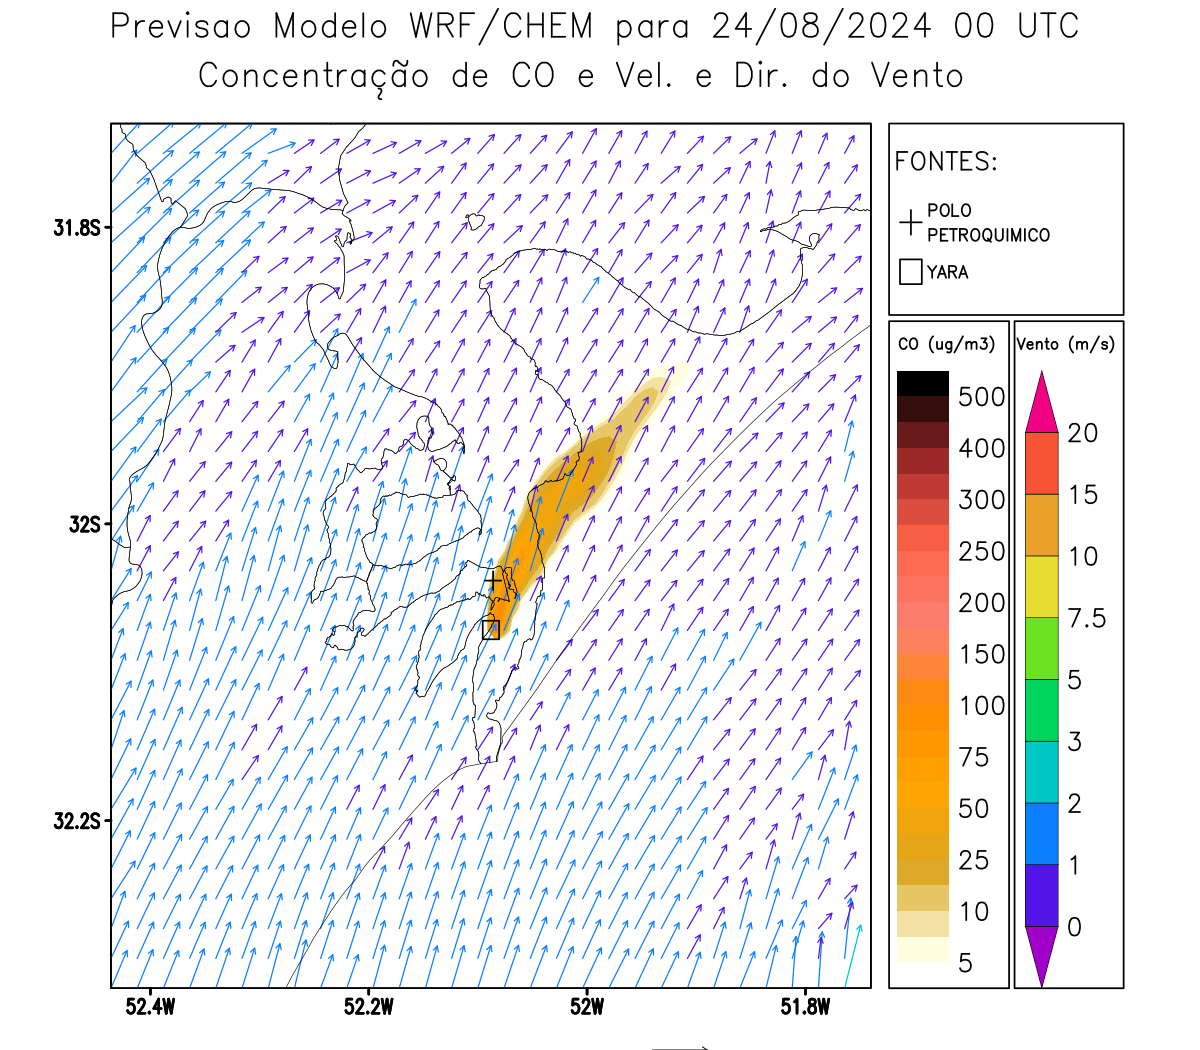 Previsao Modelo WRF/CHEM para 24/08/2024 00 UTC
Concentração de CO e Vel. e Dir. do Vento
FONTES:
POLO
PETROQUIMICO
YARA
CO (ug/m3)
500
400
300
250
200
150
100
75
50
25
10
5
Vento (m/s)
20
15
10
7.5
5
3
2
1
0
31.8S
32S
32.2S
52.4W
52.2W
52W
51.8W